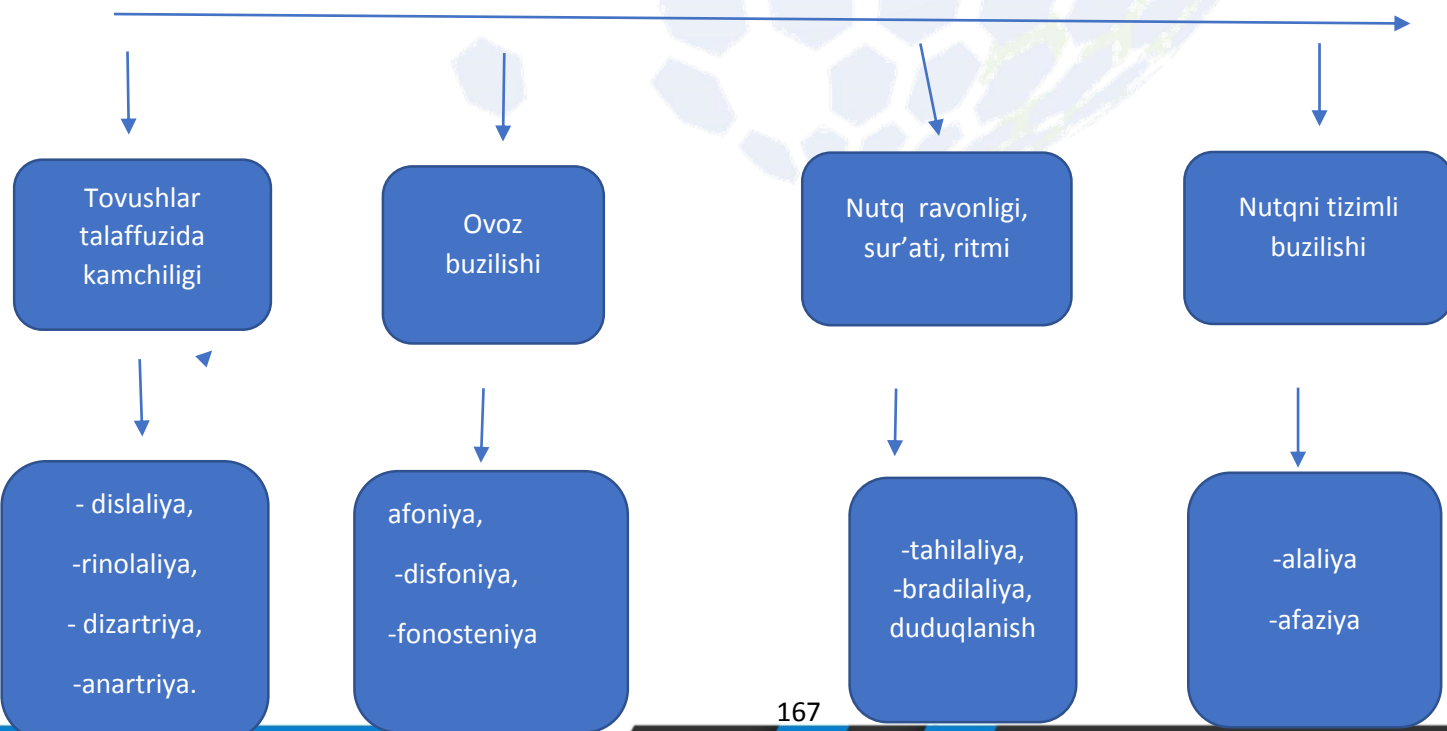 Tovushlar
talaffuzida
kamchiligi
Ovoz
buzilishi
Nutq ravonligi,
sur’ati, ritmi
Nutqni tizimli
buzilishi
- dislaliya,
-rinolaliya,
- dizartriya,
-anartriya.
afoniya,
-disfoniya,
-fonosteniya
-tahilaliya,
-bradilaliya,
duduqlanish
-alaliya
-afaziya
167